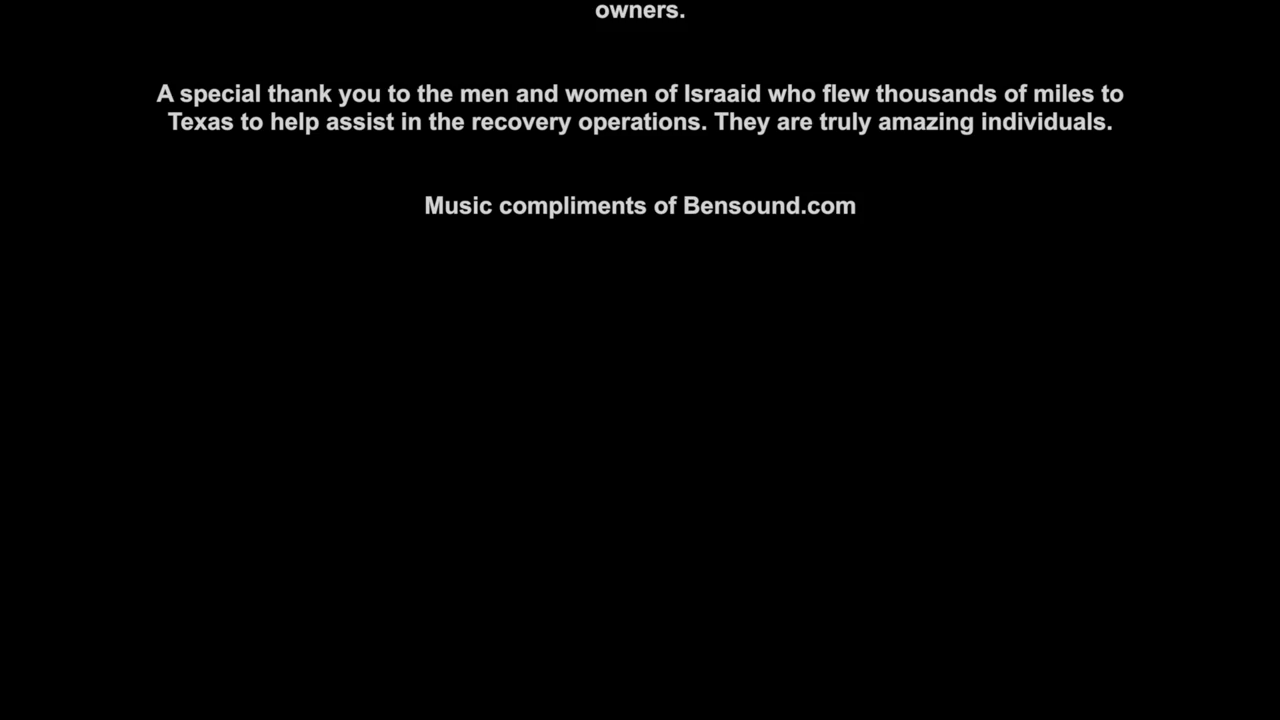 owners.
A special thank you to the men and women of Israaid who flew thousands of miles to
Texas to help assist in the recovery operations. They are truly amazing individuals.
Music compliments of Bensound.com